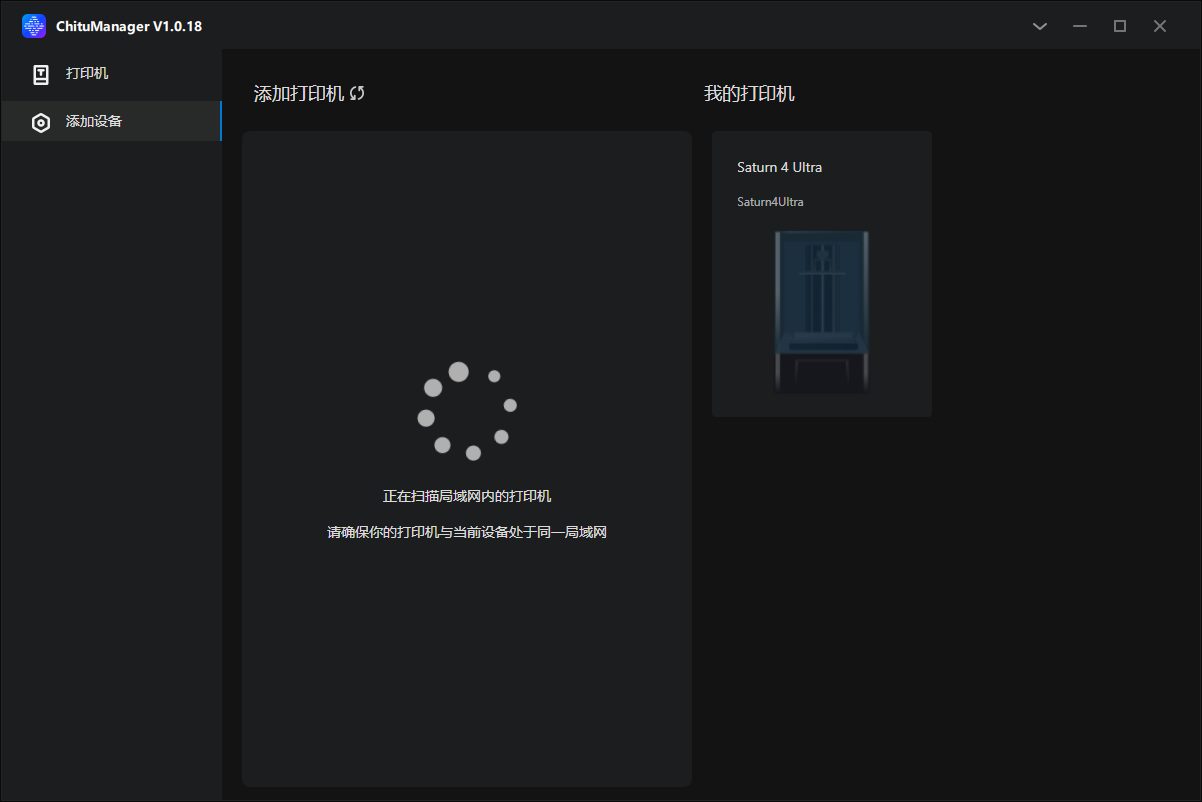 ChituManager V1.0.18
打印机
添加设备
添加打印机
我的打印机
Saturn 4 Ultra
Saturn4Ultra
正在扫描局域网内的打印机
请确保你的打印机与当前设备处于同一局域网